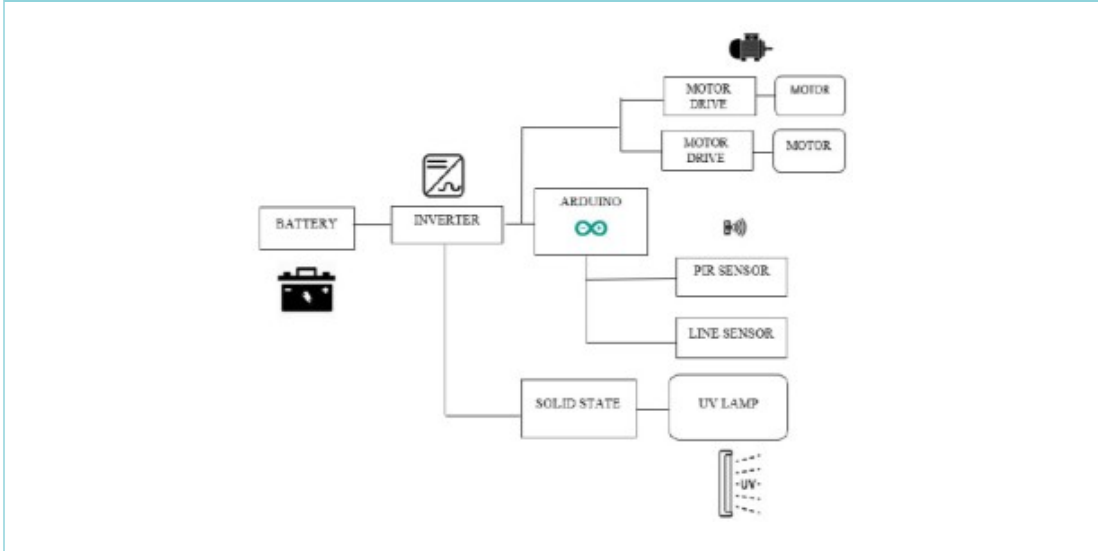 MOTOR
DRIVE
MOTOR
MOTOR
DRIVE
MOTOR
ARDUINO
INVERTER
BATTERY
PIR SENSOR
LINE SENSOR
SOLID STATE
UV LAMP
UV